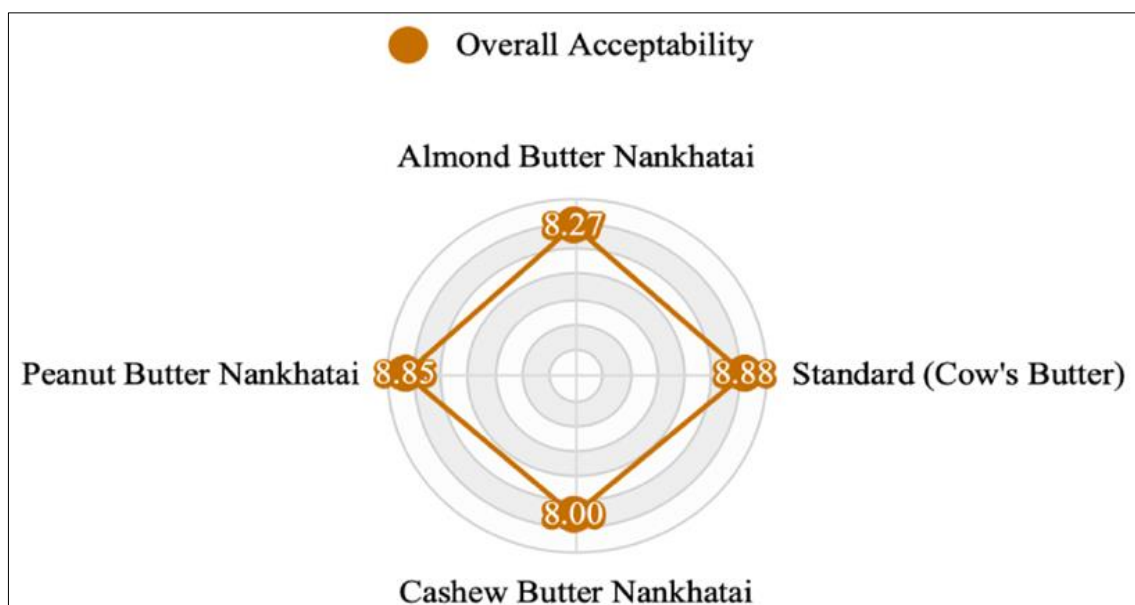 Overall Acceptability
Almond Butter Nankhatai
8.27
Peanut Butter Nankhatai
8.85
8.88
Standard (Cow's Butter)
8.00
Cashew Butter Nankhatai